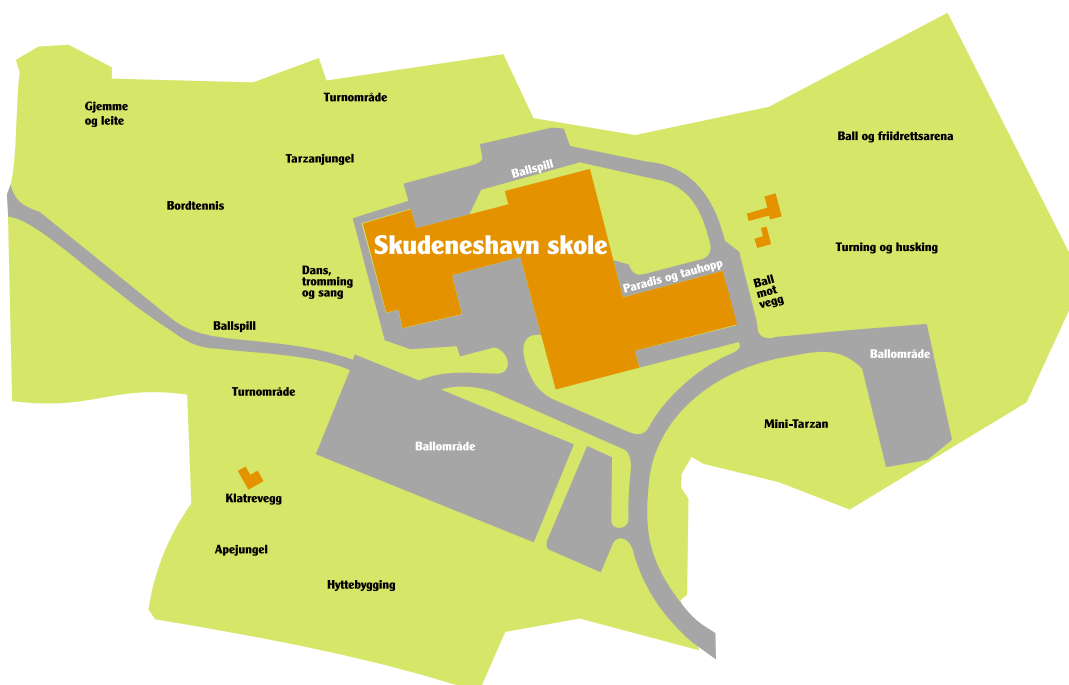 Turnområde
Gjemme
og leite
Ball og friidrettsarena
Tarzanjungel
Ballspill
Bordtennis
Skudeneshavn skole
Turning og husking
Dans,
tromming
og sang
Paradis og tauhopp
Ball
mot
vegg
Ballspill
Ballområde
Turnområde
Mini-Tarzan
Ballområde
Klatrevegg
Apejungel
Hyttebygging